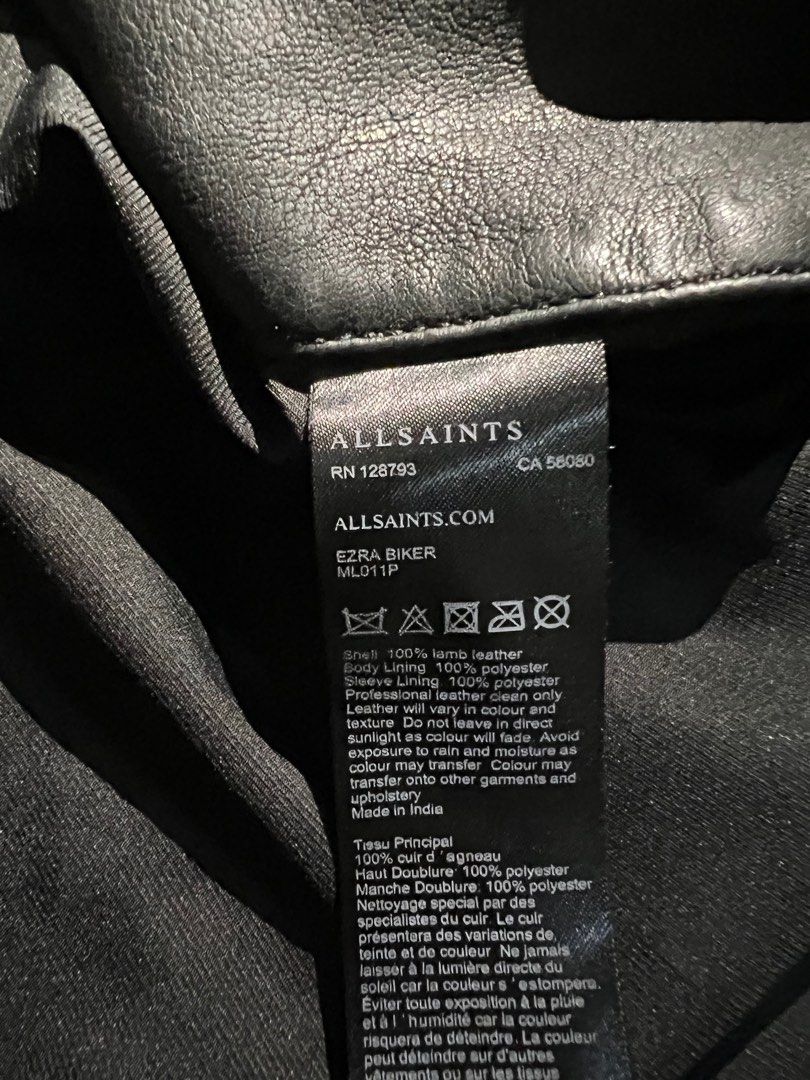 ALLSAINTS
RN 128793 CA 58080
ALLSAINTS.COM
EZRA BIKER
ML011P
Shell 100% lamb leather
Body Lining 100% polyester
Sleeve Lining 100% polyester
Professional leather clean only
Leather will vary in colour and
texture Do not leave in direct
sunlight as colour will fade Avoid
exposure to rain and moisture as
colour may transfer Colour may
transfer onto other garments and
upholstery
Made in India
Tissu Principal
100% cuir d 'agneau
Haut Doublure: 100% polyester
Manche Doublure: 100% polyester
Nettoyage special par des
specialistes du cuir Le cuir
présentera des variations de
teinte et de couleur Ne jamais
laisser à la lumière directe du
soleil car la couleur s 'estompera.
Éviter toute exposition à la pluie
et à l 'humidité car la couleur
risquera de déteindre. La couleur
peut déteindre sur d'autres
vêtements ou sur les tissus